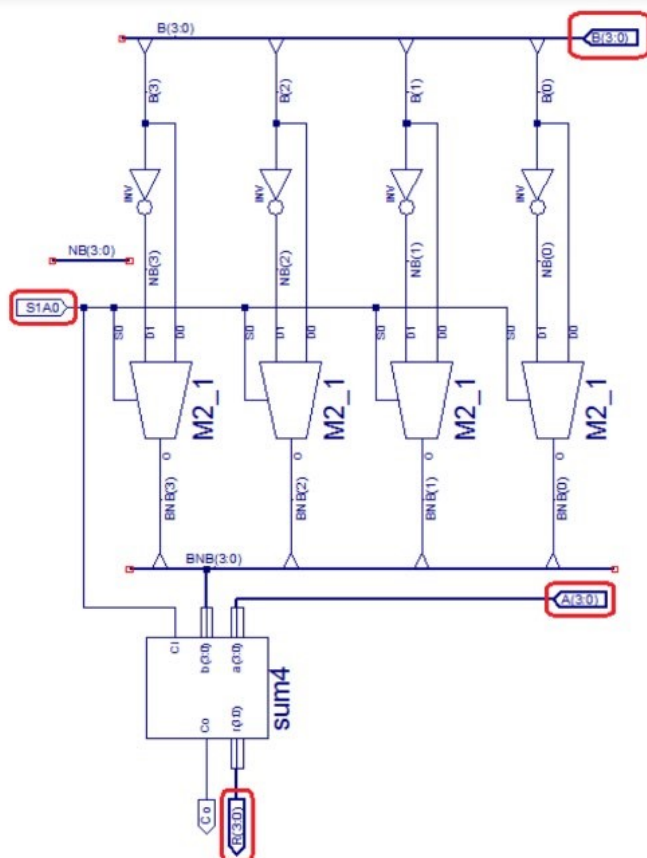 B(3:0)
B(3:0)
B(3)
B(2)
B(1)
B(0)
INV
INV
INV
INV
NB(3:0)
NB(3)
NB(2)
NB(1)
NB(0)
S1A0
S0
D1
D0
S0
D1
D0
S0
D1
D0
S0
D1
D0
M2_1
M2_1
M2_1
M2_1
O
O
O
O
BNB(3)
BNB(2)
BNB(1)
BNB(0)
BNB(3:0)
A(3:0)
CI
b(3:0)
a(3:0)
sum4
Co
r(3:0)
Co
R(3:0)